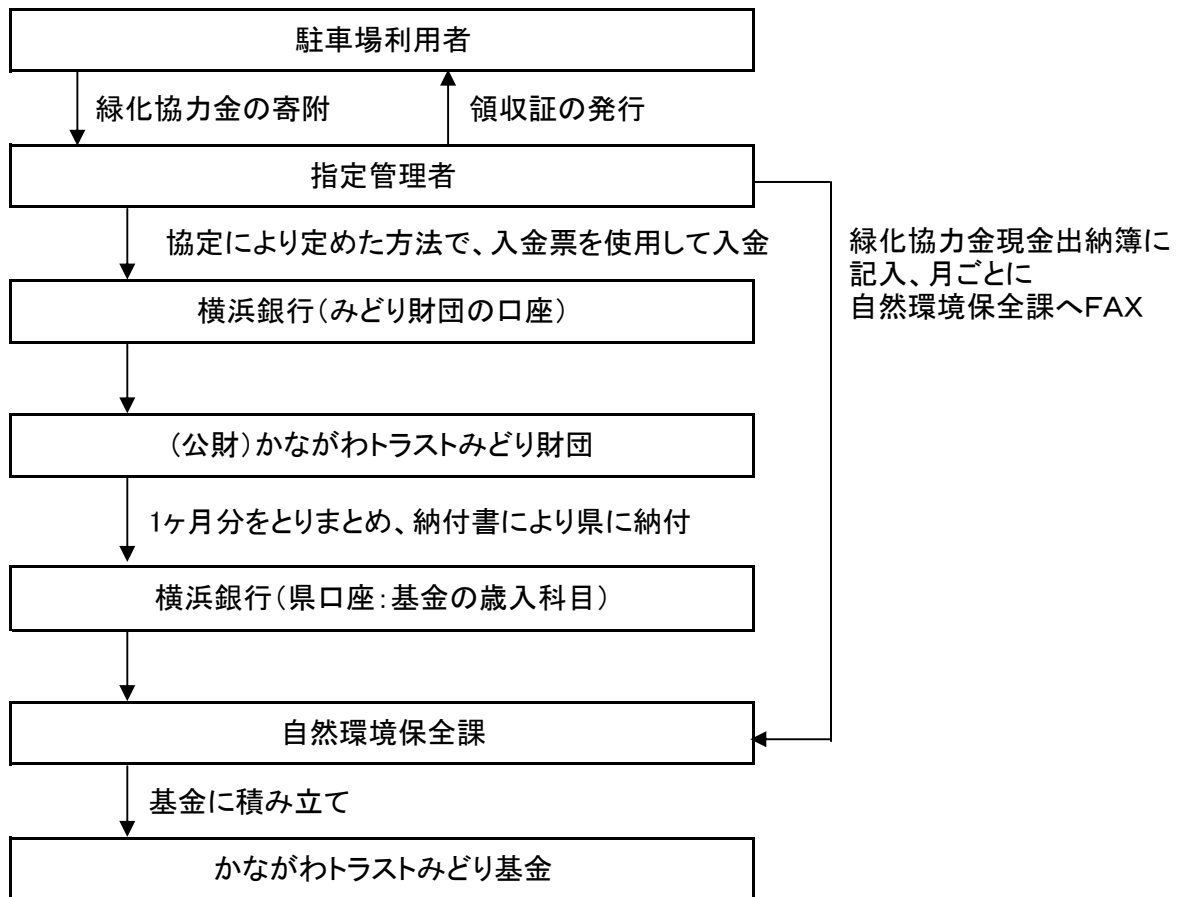 駐車場利用者
緑化協力金の寄附
領収証の発行
指定管理者
協定により定めた方法で、入金票を使用して入金
緑化協力金現金出納簿に
記入、月ごとに
自然環境保全課へFAX
横浜銀行(みどり財団の口座)
(公財)かながわトラストみどり財団
1ヶ月分をとりまとめ、納付書により県に納付
横浜銀行(県口座:基金の歳入科目)
自然環境保全課
基金に積み立て
かながわトラストみどり基金